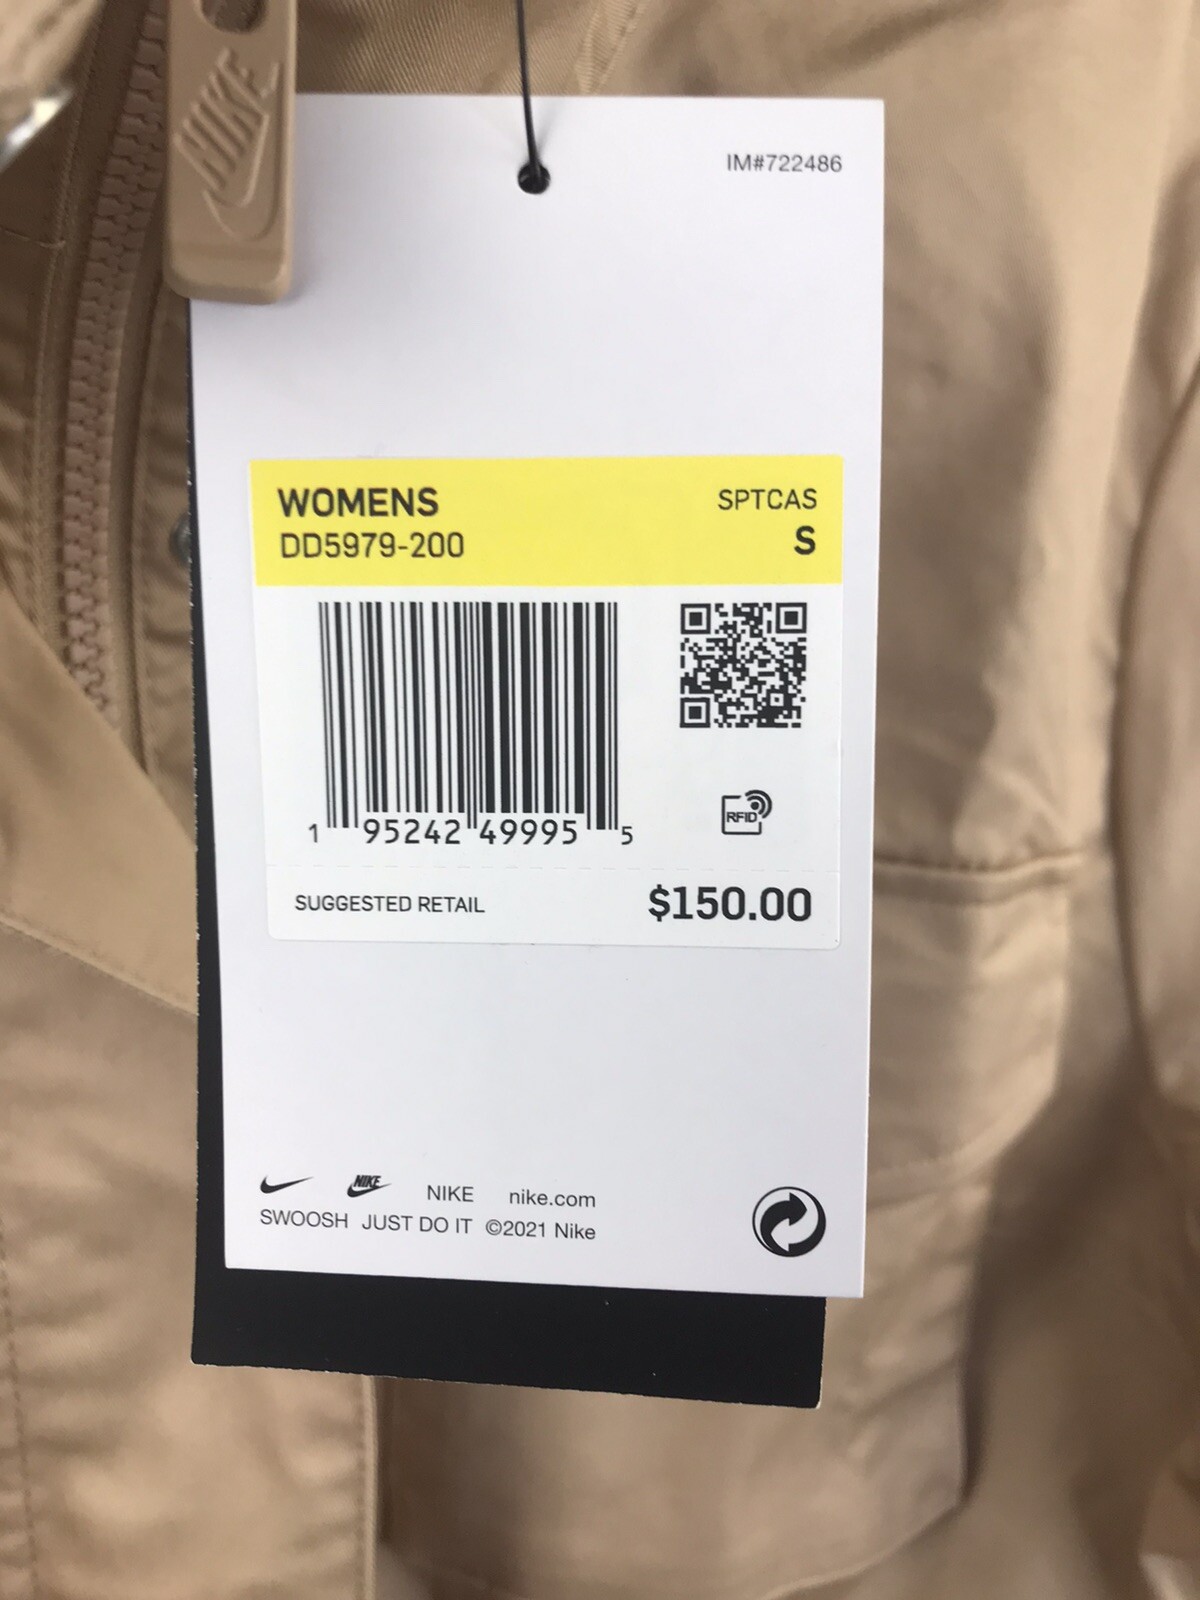 NIKE
IM#722486
WOMENS SPTCAS
DD5979-200 S
1 95242 49995 5
RFID
SUGGESTED RETAIL $150.00
NIKE NIKE nike.com
SWOOSH JUST DO IT ©2021 Nike